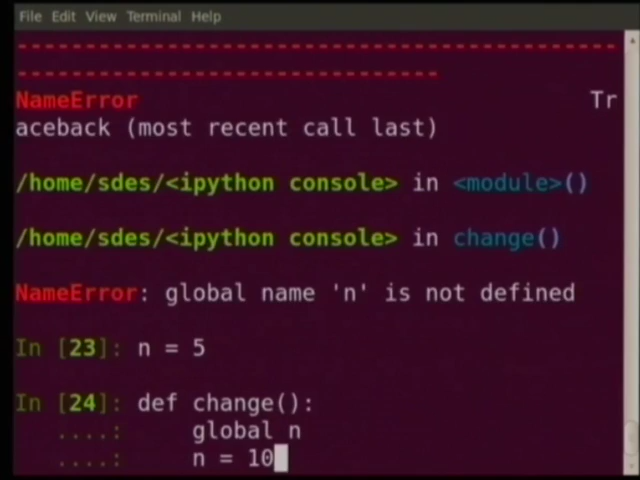 File Edit View Terminal Help
--------------------------------------------
-------------------------------
NameError Tr
aceback (most recent call last)
/home/sdes/<ipython console> in <module>()
/home/sdes/<ipython console> in change()
NameError: global name 'n' is not defined
In [23]: n = 5
In [24]: def change():
....: global n
....: n = 10